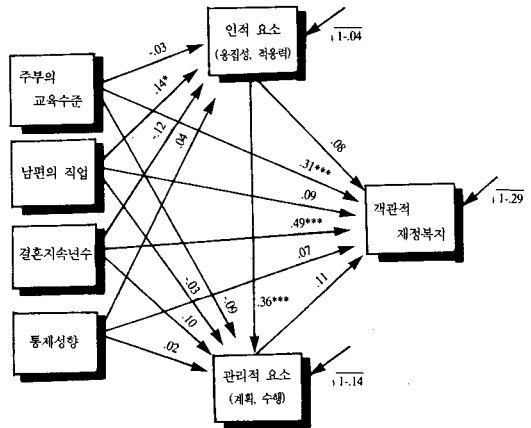 인적 요소
(응집성, 적응력)
√1-.04
주부의
교육수준
남편의 직업
결혼지속년수
통제성향
객관적
재정복지
√1-.29
관리적 요소
(계획, 수행)
√1-.14
-.03
.14*
-.12
.04
.08
.31***
.09
.49***
.07
-.03
-.09
.10
.02
.36***
.11